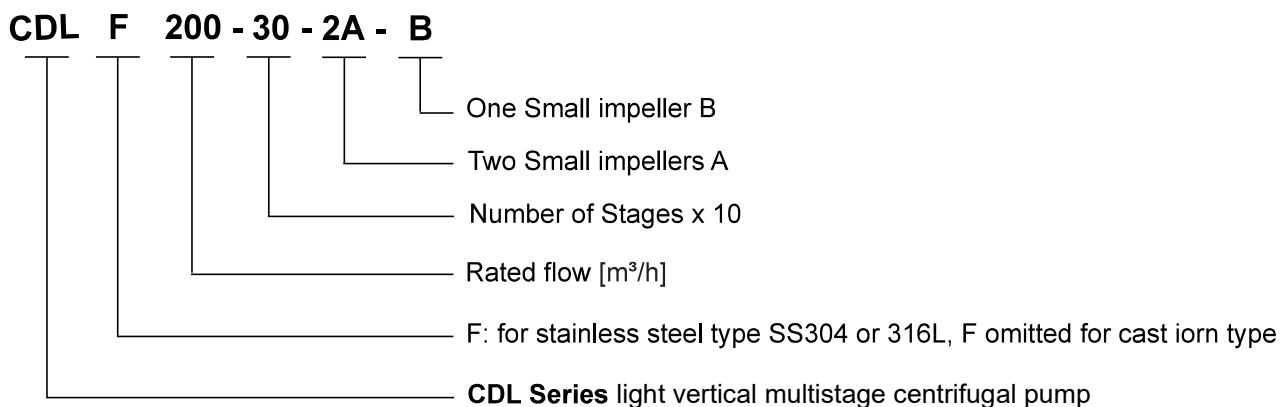 CDL F 200 - 30 - 2A - B
One Small impeller B
Two Small impellers A
Number of Stages x 10
Rated flow [m³/h]
F: for stainless steel type SS304 or 316L, F omitted for cast iorn type
CDL Series light vertical multistage centrifugal pump